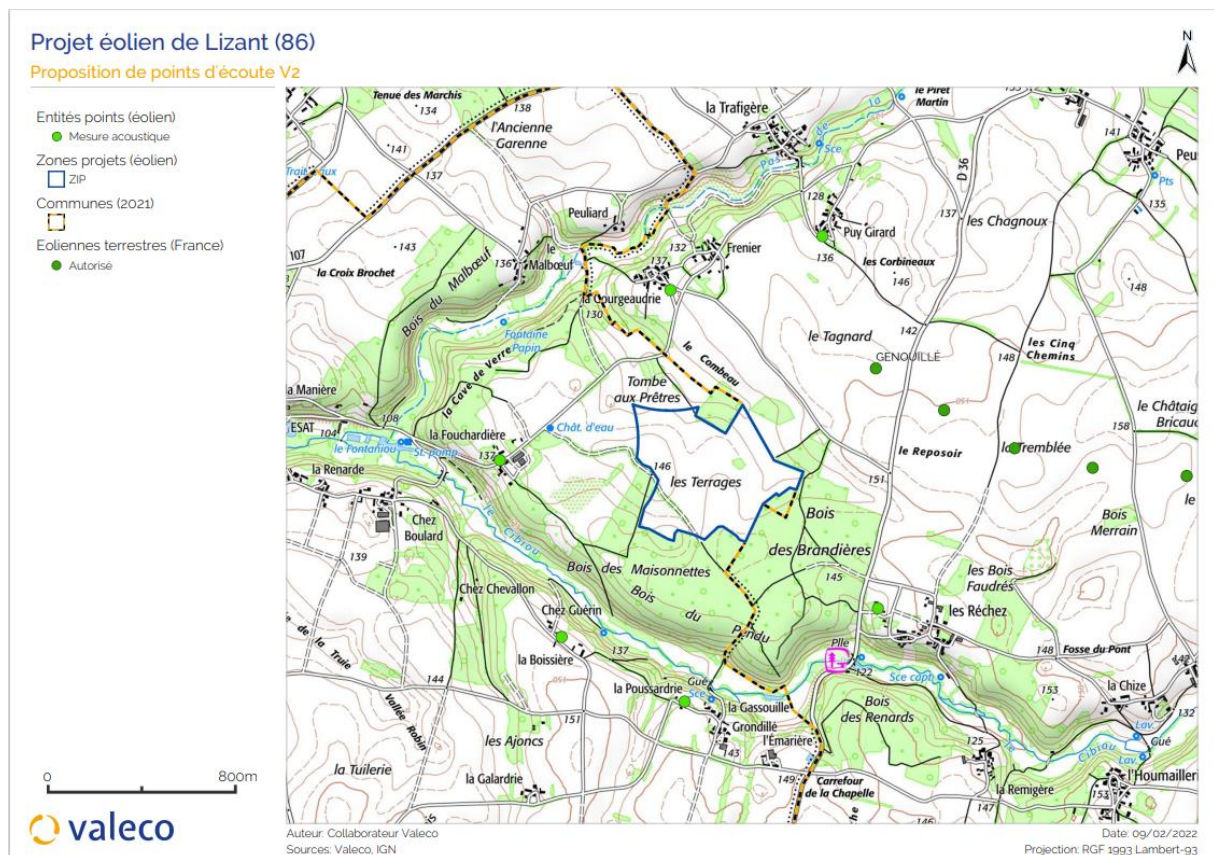 Projet éolien de Lizant (86)
Proposition de points d'écoute V2
N
Entités points (éolien)
Mesure acoustique
Zones projets (éolien)
ZIP
Communes (2021)
Eoliennes terrestres (France)
Autorisé
Tenue des Marchis
134
138
l'Ancienne
Garenne
141
137
la Trafigère
le Piret
Martin
Sce
141
Pts
135
D 36
128
137
les Chagnoux
Peuliard
le
Malbœuf
136
107
143
la Croix Brochet
Bois du Malbœuf
132
Frenier
137
la Courgeaudrie
130
Puy Girard
136
les Corbineaux
146
148
Fontaine
Papin
la Cave de Verre
le Combeau
le Tagnard
142
GENOUILLÉ
148
les Cinq
Chemins
Tombe
aux Prêtres
la Manière
108
ESAT
104
le Fontaniou
St. pomp.
la Fouchardière
137
Chât. d'eau
146
les Terrages
le Reposoir
151
la Tremblée
158
le Châtaig
Bricauc
le
la Renarde
Chez
Boulard
139
le Cibiou
Bois
des Brandières
145
Bois
Merrain
les Bois
Faudrés
Bois des Maisonnettes
Bois du Pendu
Chez Chevallon
Chez Guérin
137
la Boissière
les Réchez
Plle
122
148
Fosse du Pont
Sce capt.
153
la Chize
132
144
Vallée
Robin
151
la Poussardrie
Gué
Sce
la Gassouille
Grondillé
143
l'Émarière
149
Bois
des Renards
125
le Cibiou
Lav.
Gué
Lav.
les Ajoncs
la Tuilerie
la Galardrie
Carrefour
de la Chapelle
la Remigère
147
l'Houmaillerie
0 800m
valeco
Auteur: Collaborateur Valeco
Sources: Valeco, IGN
Date: 09/02/2022
Projection: RGF 1993 Lambert-93